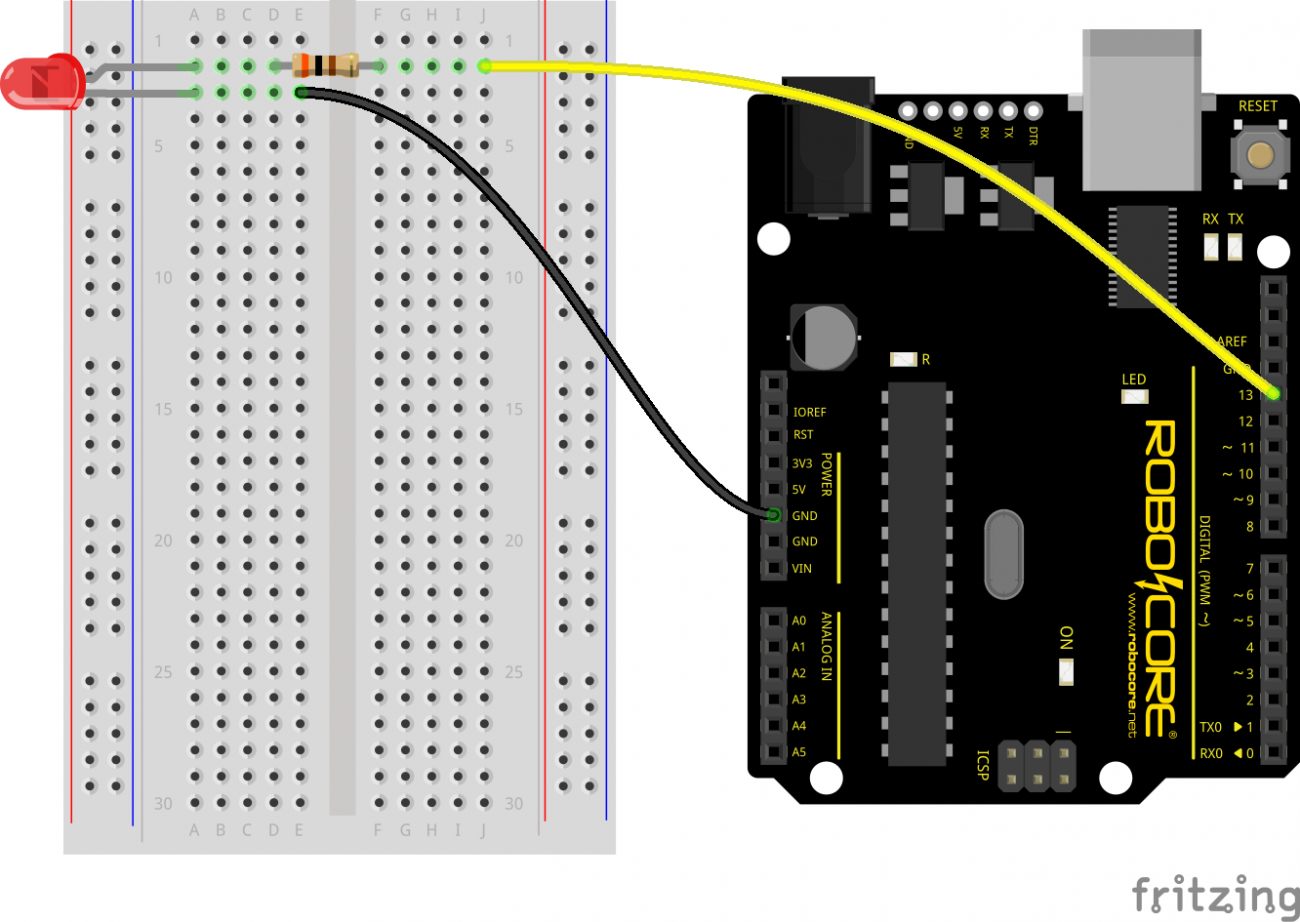 A B C D E F G H I J
1 1
5 5
10 10
15 15
20 20
25 25
30 30
A B C D E F G H I J
5V
RX
TX
DTR
RESET
RX TX
R
LED
IOREF
RST
3V3
5V
GND
GND
VIN
POWER
A0
A1
A2
A3
A4
A5
ANALOG IN
AREF
13
12
~ 11
~ 10
~ 9
8
7
~ 6
~ 5
4
~ 3
2
TX0 ▶ 1
RX0 ◀ 0
DIGITAL (PWM ~)
ROBOCORE®
www.robocore.net
ON
ICSP
1
fritzing